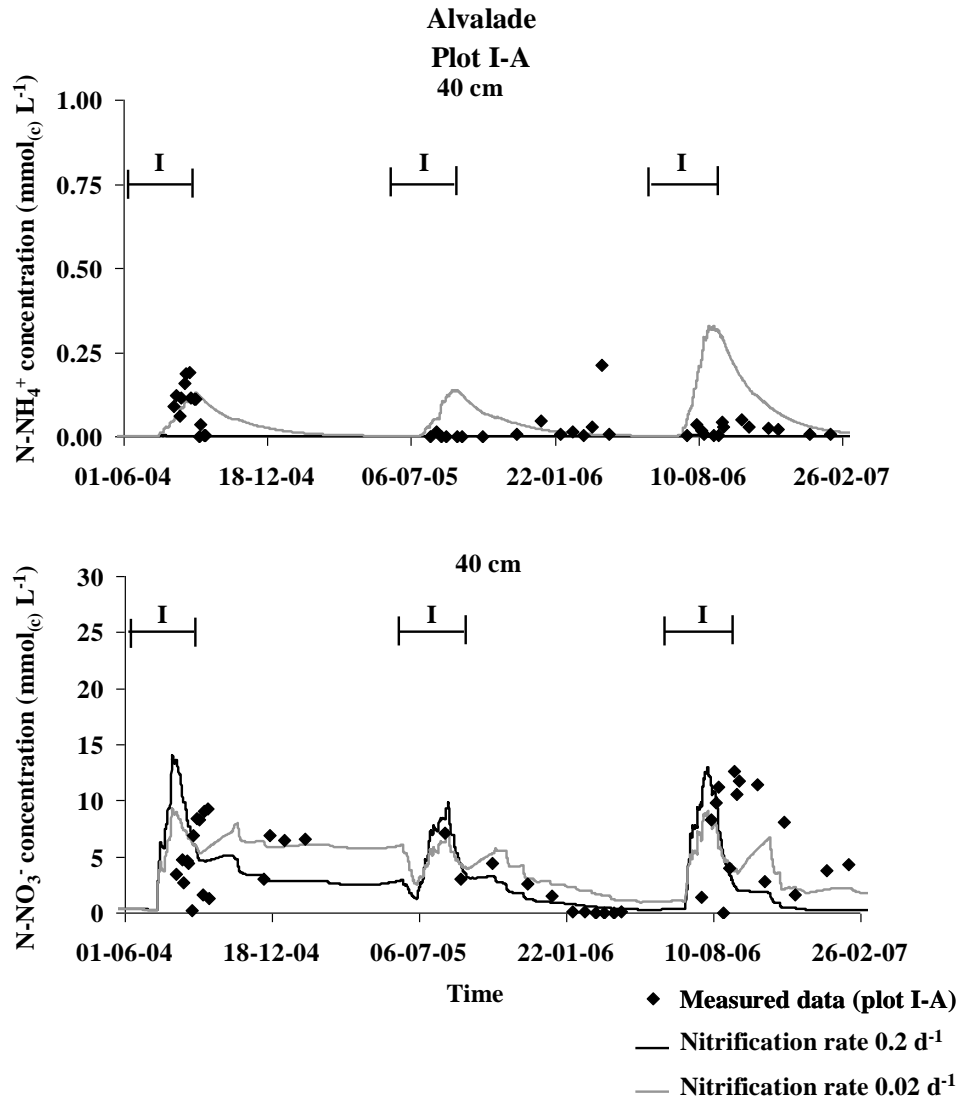 Alvalade
Plot I-A
40 cm
N-NH₄⁺ concentration (mmol₍c₎ L⁻¹)
1.00
0.75
0.50
0.25
0.00
I I I
01-06-04 18-12-04 06-07-05 22-01-06 10-08-06 26-02-07
40 cm
N-NO₃⁻ concentration (mmol₍c₎ L⁻¹)
30
25
20
15
10
5
0
I I I
01-06-04 18-12-04 06-07-05 22-01-06 10-08-06 26-02-07
Time
Measured data (plot I-A)
Nitrification rate 0.2 d⁻¹
Nitrification rate 0.02 d⁻¹